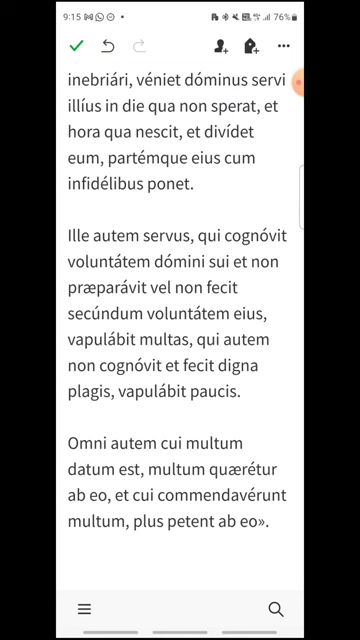 9:15
76%
inebriári, véniet dóminus servi
illíus in die qua non sperat, et
hora qua nescit, et divídet
eum, partémque eius cum
infidélibus ponet.
Ille autem servus, qui cognóvit
voluntátem dómini sui et non
præparávit vel non fecit
secúndum voluntátem eius,
vapulábit multas, qui autem
non cognóvit et fecit digna
plagis, vapulábit paucis.
Omni autem cui multum
datum est, multum quærétur
ab eo, et cui commendavérunt
multum, plus petent ab eo».